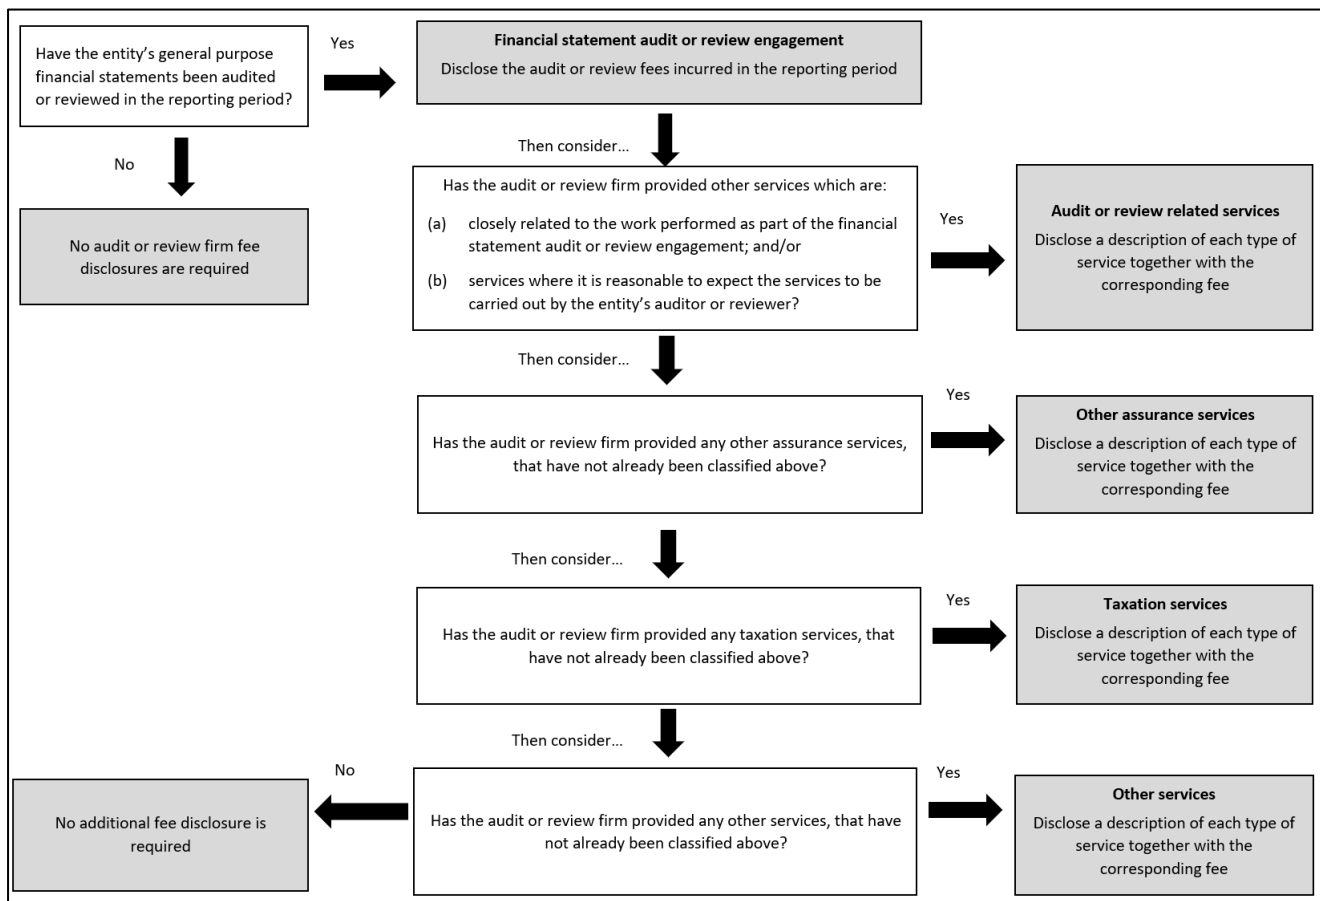 Have the entity's general purpose
financial statements been audited
or reviewed in the reporting period?
Yes
Financial statement audit or review engagement
Disclose the audit or review fees incurred in the reporting period
No
Then consider...
No audit or review firm fee
disclosures are required
Has the audit or review firm provided other services which are:
(a) closely related to the work performed as part of the financial
statement audit or review engagement; and/or
(b) services where it is reasonable to expect the services to be
carried out by the entity's auditor or reviewer?
Yes
Audit or review related services
Disclose a description of each type of
service together with the
corresponding fee
Then consider...
Has the audit or review firm provided any other assurance services,
that have not already been classified above?
Yes
Other assurance services
Disclose a description of each type of
service together with the
corresponding fee
Then consider...
Has the audit or review firm provided any taxation services, that
have not already been classified above?
Yes
Taxation services
Disclose a description of each type of
service together with the
corresponding fee
Then consider...
Has the audit or review firm provided any other services, that have
not already been classified above?
No
No additional fee disclosure is
required
Yes
Other services
Disclose a description of each type of
service together with the
corresponding fee